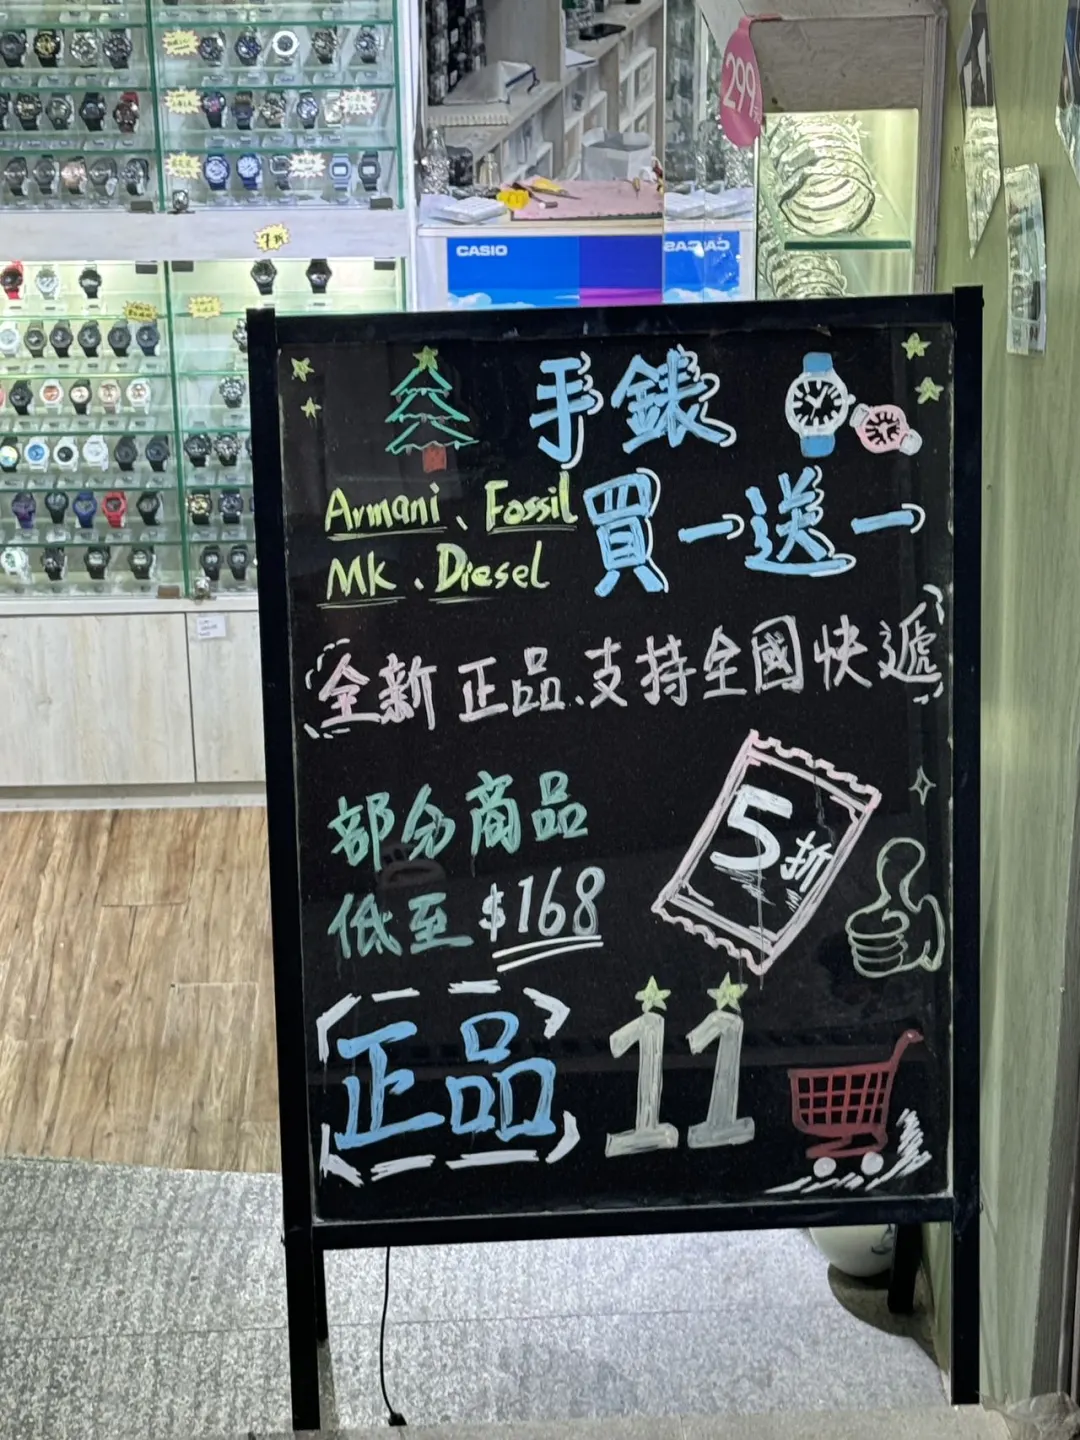 299
CASIO
手錶
Armani、Fossil
MK、Diesel
買一送一
全新正品、支持全國快遞
部分商品
低至$168
5折
正品
11